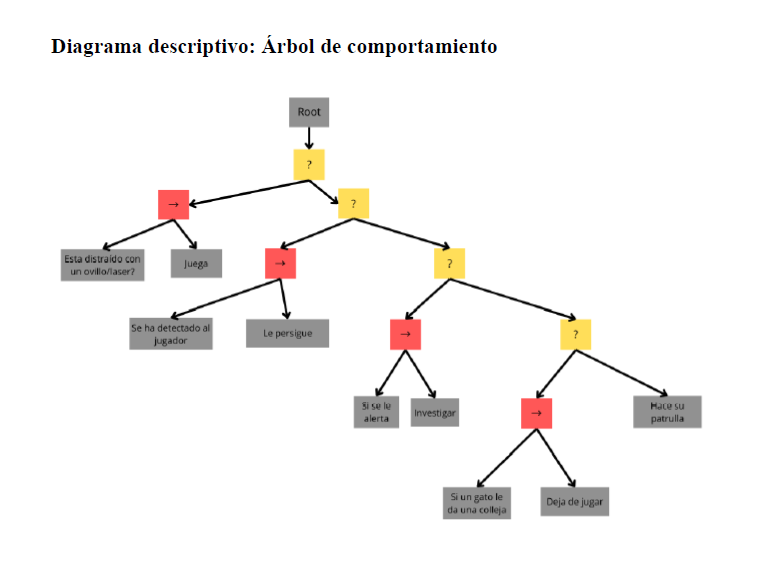 Diagrama descriptivo: Árbol de comportamiento
Root
?
→
?
Esta distraído con
un ovillo/laser?
Juega
→
?
Se ha detectado al
jugador
Le persigue
→
?
Si se le
alerta
Investigar
→
Hace su
patrulla
Si un gato le
da una colleja
Deja de jugar